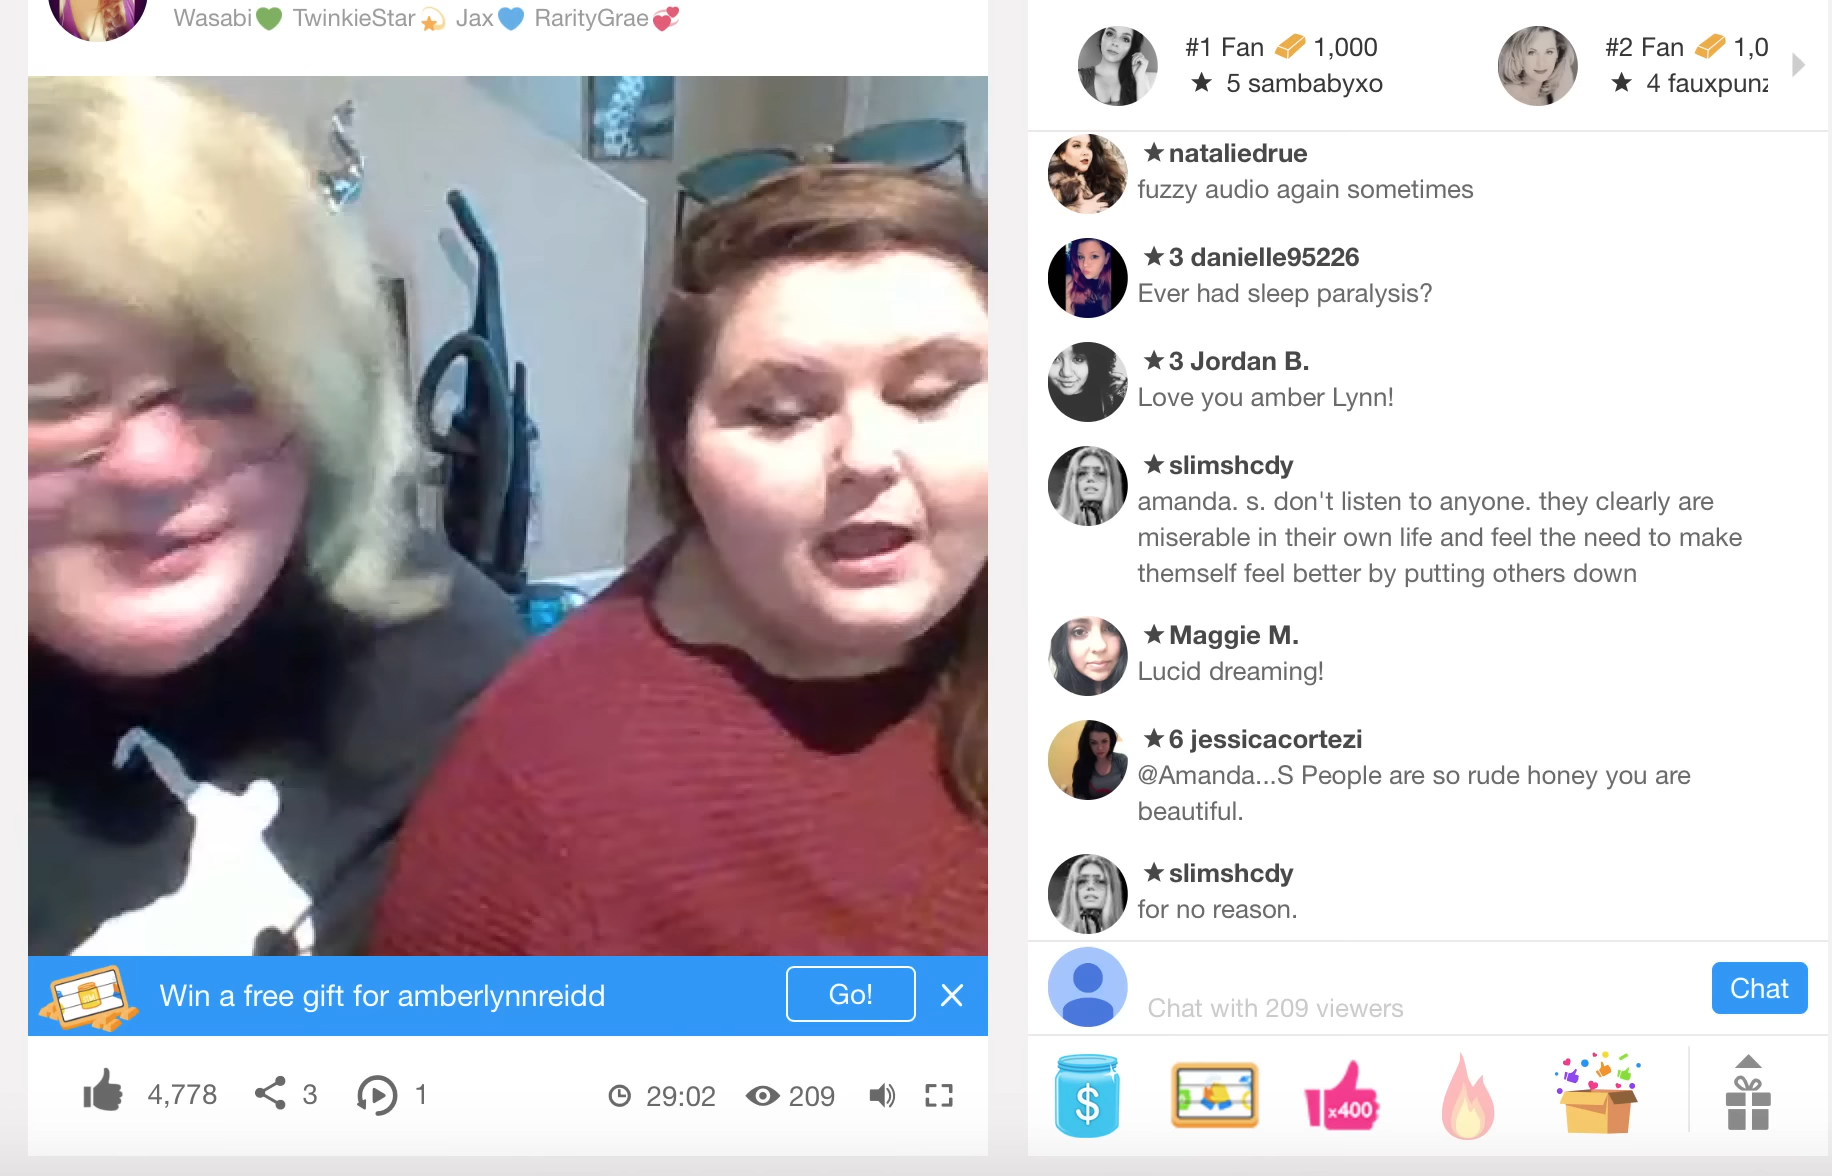 Wasabi💚 TwinkieStar💫 Jax💙 RarityGrae💞
#1 Fan 1,000
★ 5 sambabyxo
#2 Fan 1,0
★ 4 fauxpunz
★ nataliedrue
fuzzy audio again sometimes
★ 3 danielle95226
Ever had sleep paralysis?
★ 3 Jordan B.
Love you amber Lynn!
★ slimshcdy
amanda. s. don't listen to anyone. they clearly are
miserable in their own life and feel the need to make
themself feel better by putting others down
★ Maggie M.
Lucid dreaming!
★ 6 jessicacortezi
@Amanda...S People are so rude honey you are
beautiful.
★ slimshcdy
for no reason.
Win a free gift for amberlynnreidd
Go!
Chat with 209 viewers
Chat
4,778
3
1
29:02
209
$
x400